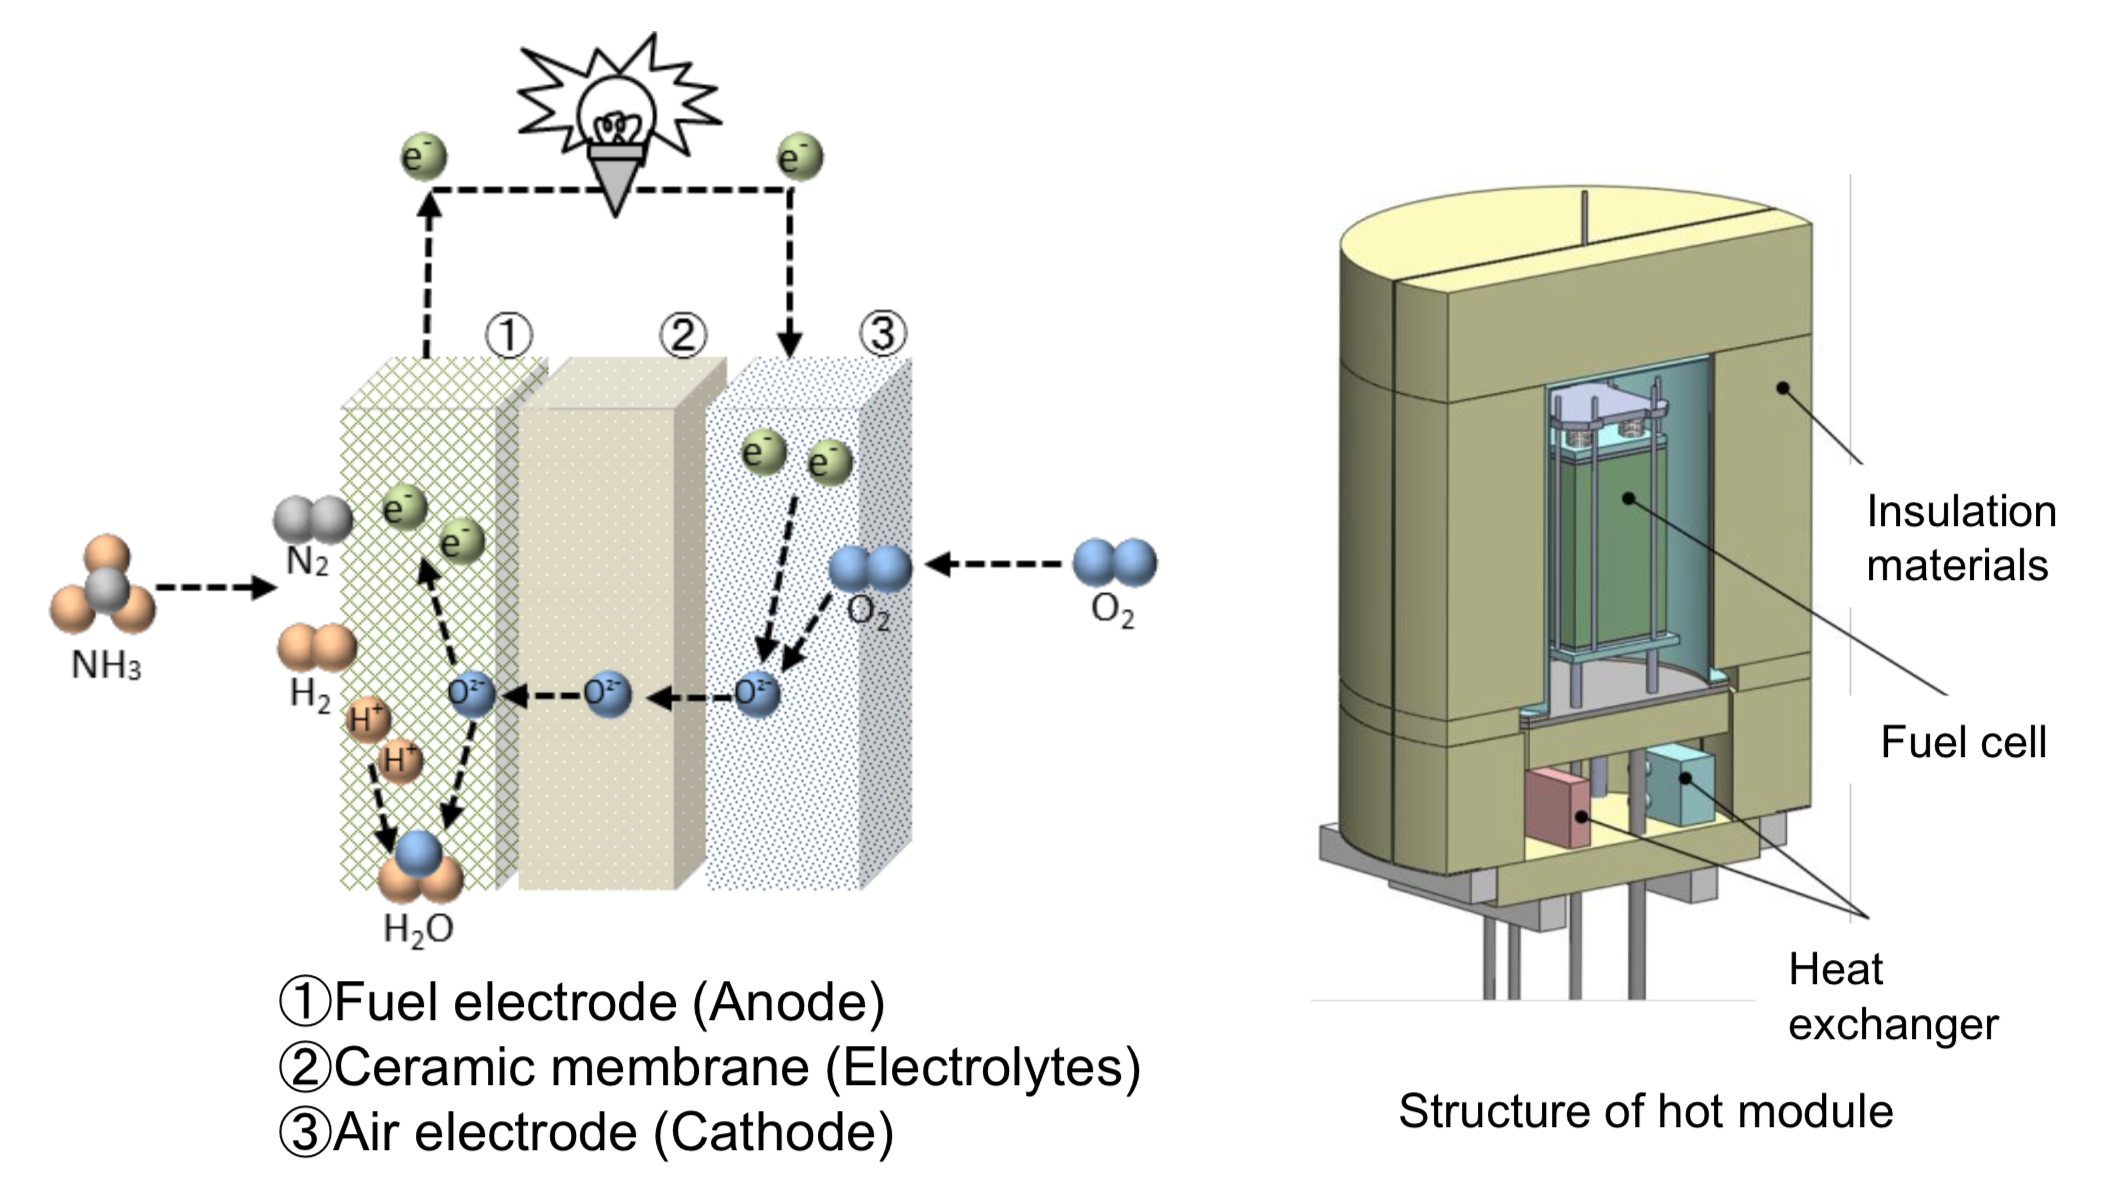 e⁻
e⁻
①
②
③
e⁻
e⁻
e⁻
e⁻
N₂
NH₃
H₂
O₂
O₂
O²⁻
O²⁻
O²⁻
H⁺
H⁺
H₂O
①Fuel electrode (Anode)
②Ceramic membrane (Electrolytes)
③Air electrode (Cathode)
Insulation
materials
Fuel cell
Heat
exchanger
Structure of hot module